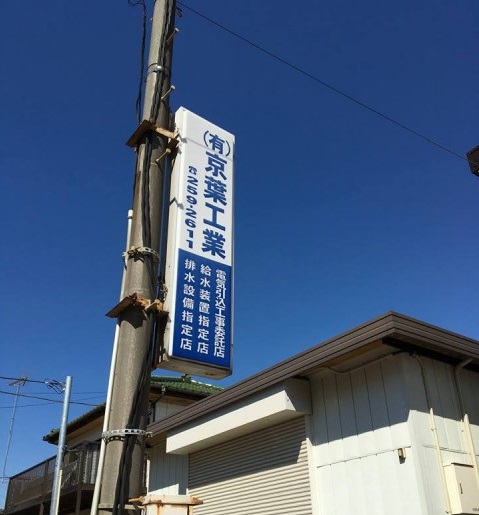 (有)京葉工業
☎259-2611
電気引込工事委託店
給水装置指定店
排水設備指定店